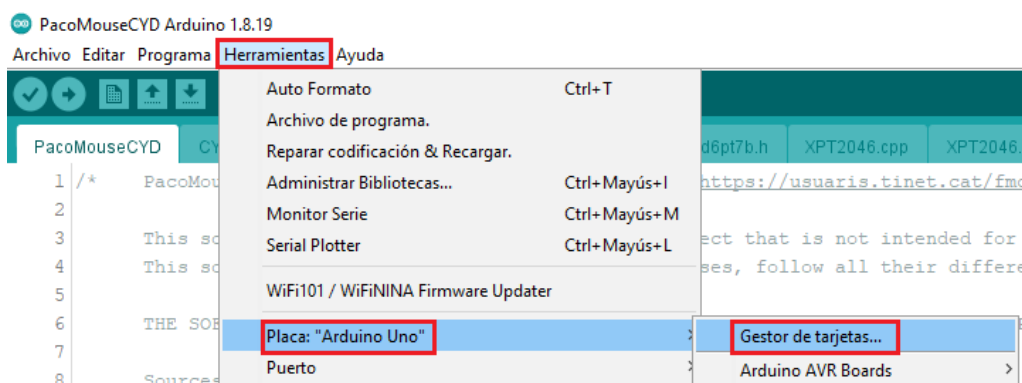 PacoMouseCYD Arduino 1.8.19
Archivo Editar Programa Herramientas Ayuda
Auto Formato Ctrl+T
Archivo de programa.
PacoMouseCYD CY d6pt7b.h XPT2046.cpp XPT2046.
Reparar codificación & Recargar.
1 /* PacoMou https://usuaris.tinet.cat/fmc
Administrar Bibliotecas... Ctrl+Mayús+I
2
Monitor Serie Ctrl+Mayús+M
3 This sc ect that is not intended for
Serial Plotter Ctrl+Mayús+L
4 This sc ses, follow all their differe
5
WiFi101 / WiFiNINA Firmware Updater
6 THE SOF
Placa: "Arduino Uno" Gestor de tarjetas...
7
Puerto Arduino AVR Boards
8 Sources